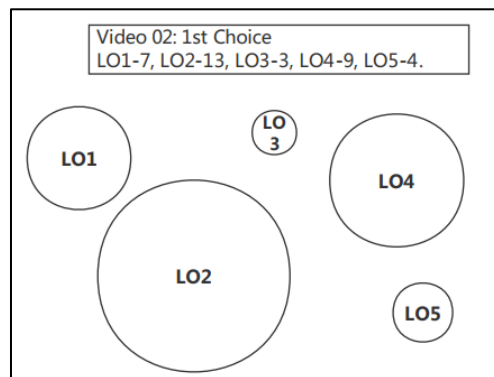 Video 02: 1st Choice
LO1-7, LO2-13, LO3-3, LO4-9, LO5-4.
LO
3
LO1
LO4
LO2
LO5